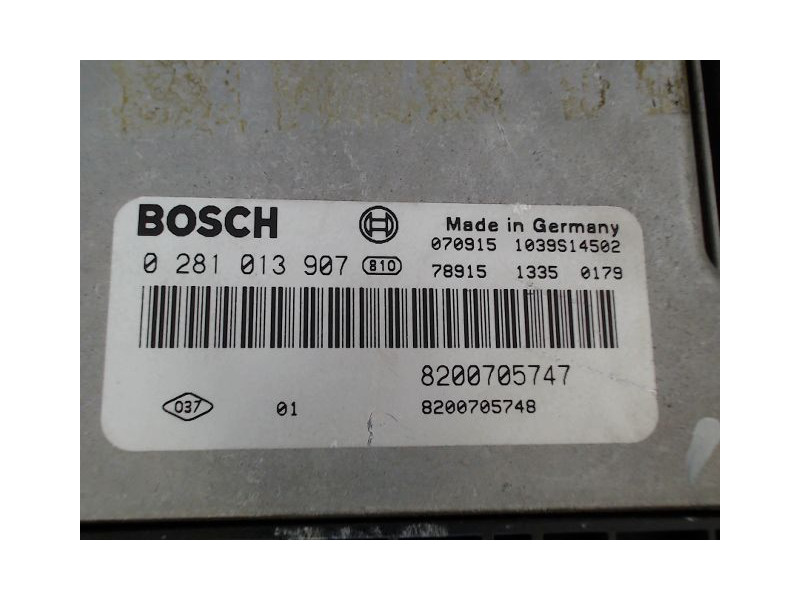 BOSCH
Made in Germany
070915 1039S14502
0 281 013 907 810
78915 1335 0179
8200705747
037 01 8200705748